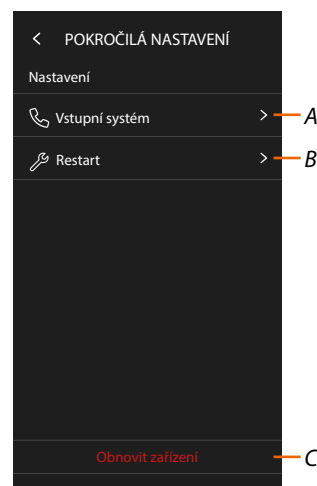 POKROČILÁ NASTAVENÍ
Nastavení
Vstupní systém
A
Restart
B
Obnovit zařízení
C